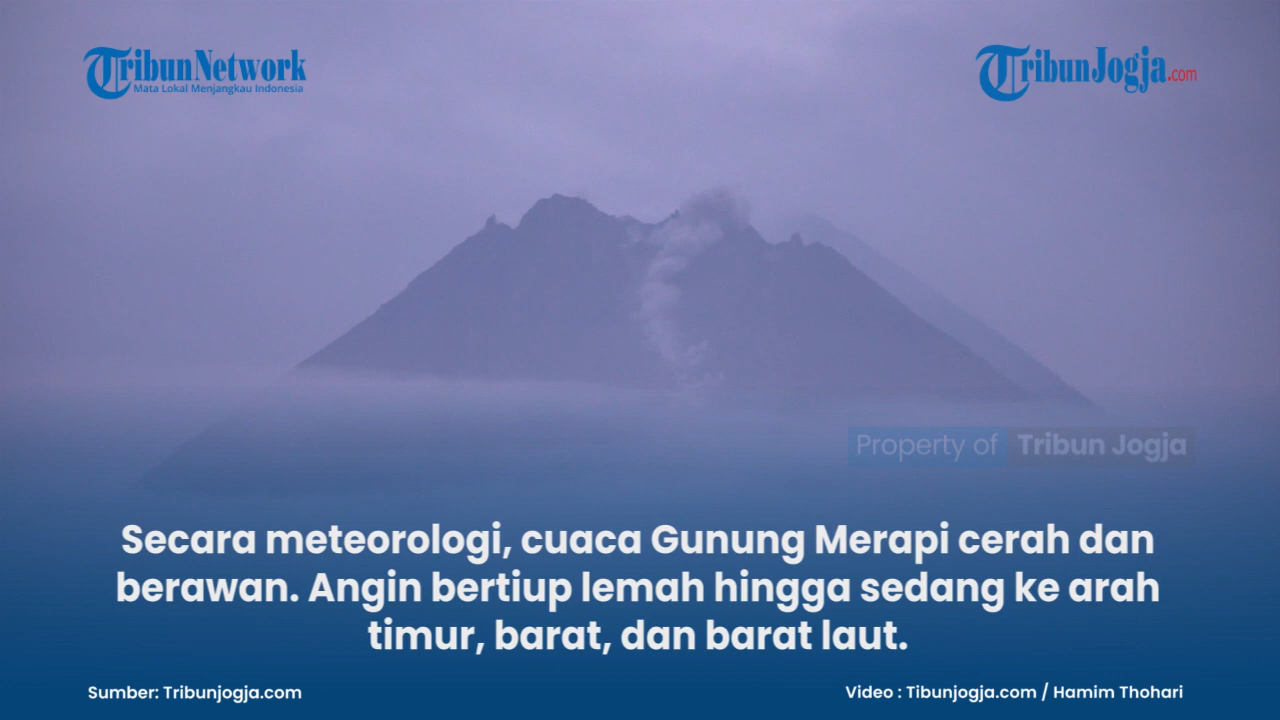 TribunNetwork
Mata Lokal Menjangkau Indonesia
TribunJogja.com
Property of Tribun Jogja
Secara meteorologi, cuaca Gunung Merapi cerah dan
berawan. Angin bertiup lemah hingga sedang ke arah
timur, barat, dan barat laut.
Sumber: Tribunjogja.com
Video : Tibunjogja.com / Hamim Thohari